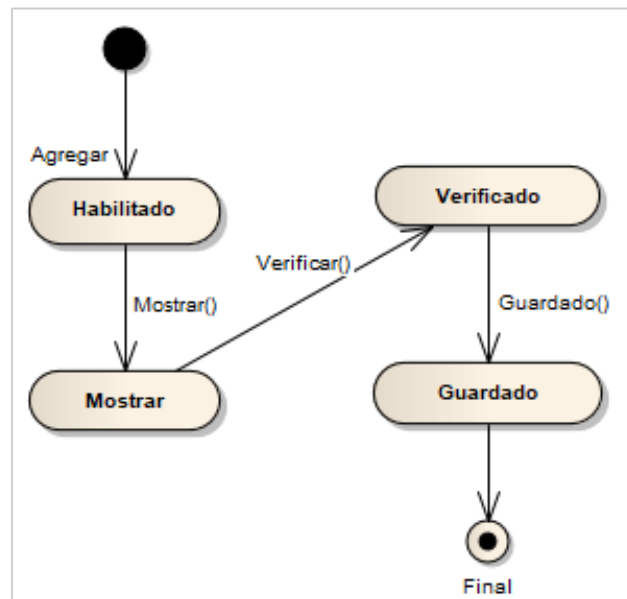 Agregar
Habilitado
Mostrar()
Mostrar
Verificar()
Verificado
Guardado()
Guardado
Final